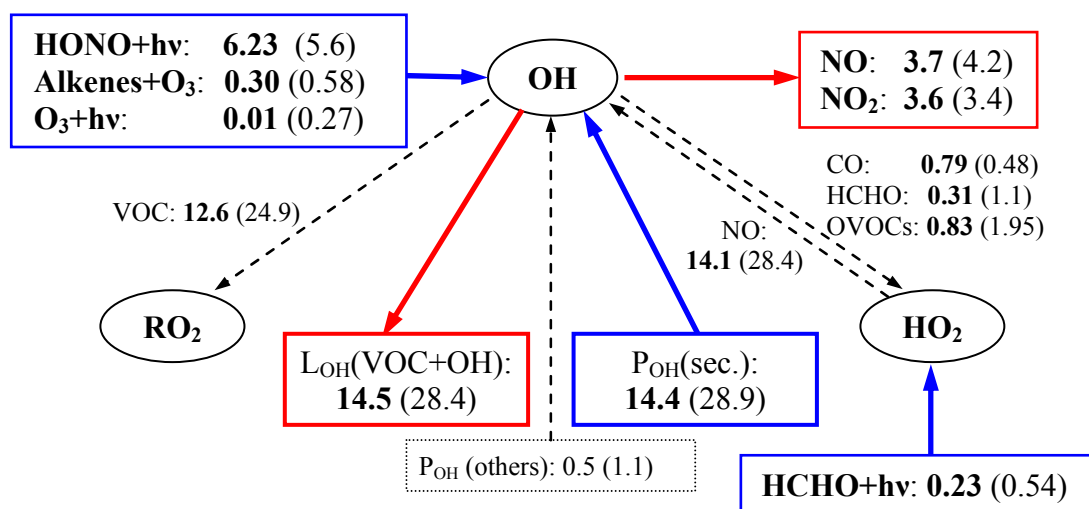 HONO+hν: 6.23 (5.6)
Alkenes+O₃: 0.30 (0.58)
O₃+hν: 0.01 (0.27)
OH
NO: 3.7 (4.2)
NO₂: 3.6 (3.4)
CO: 0.79 (0.48)
HCHO: 0.31 (1.1)
OVOCs: 0.83 (1.95)
VOC: 12.6 (24.9)
NO:
14.1 (28.4)
RO₂
HO₂
L_OH(VOC+OH):
14.5 (28.4)
P_OH(sec.):
14.4 (28.9)
P_OH (others): 0.5 (1.1)
HCHO+hν: 0.23 (0.54)